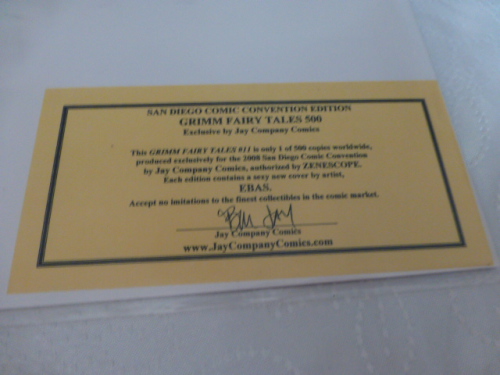 SAN DIEGO COMIC CONVENTION EDITION
GRIMM FAIRY TALES 500
Exclusive by Jay Company Comics
This GRIMM FAIRY TALES #11 is only 1 of 500 copies worldwide,
produced exclusively for the 2008 San Diego Comic Convention
by Jay Company Comics, authorized by ZENESCOPE.
Each edition contains a sexy new cover by artist,
EBAS.
Accept no imitations to the finest collectibles in the comic market.
Bill Jay
Jay Company Comics
www.JayCompanyComics.com